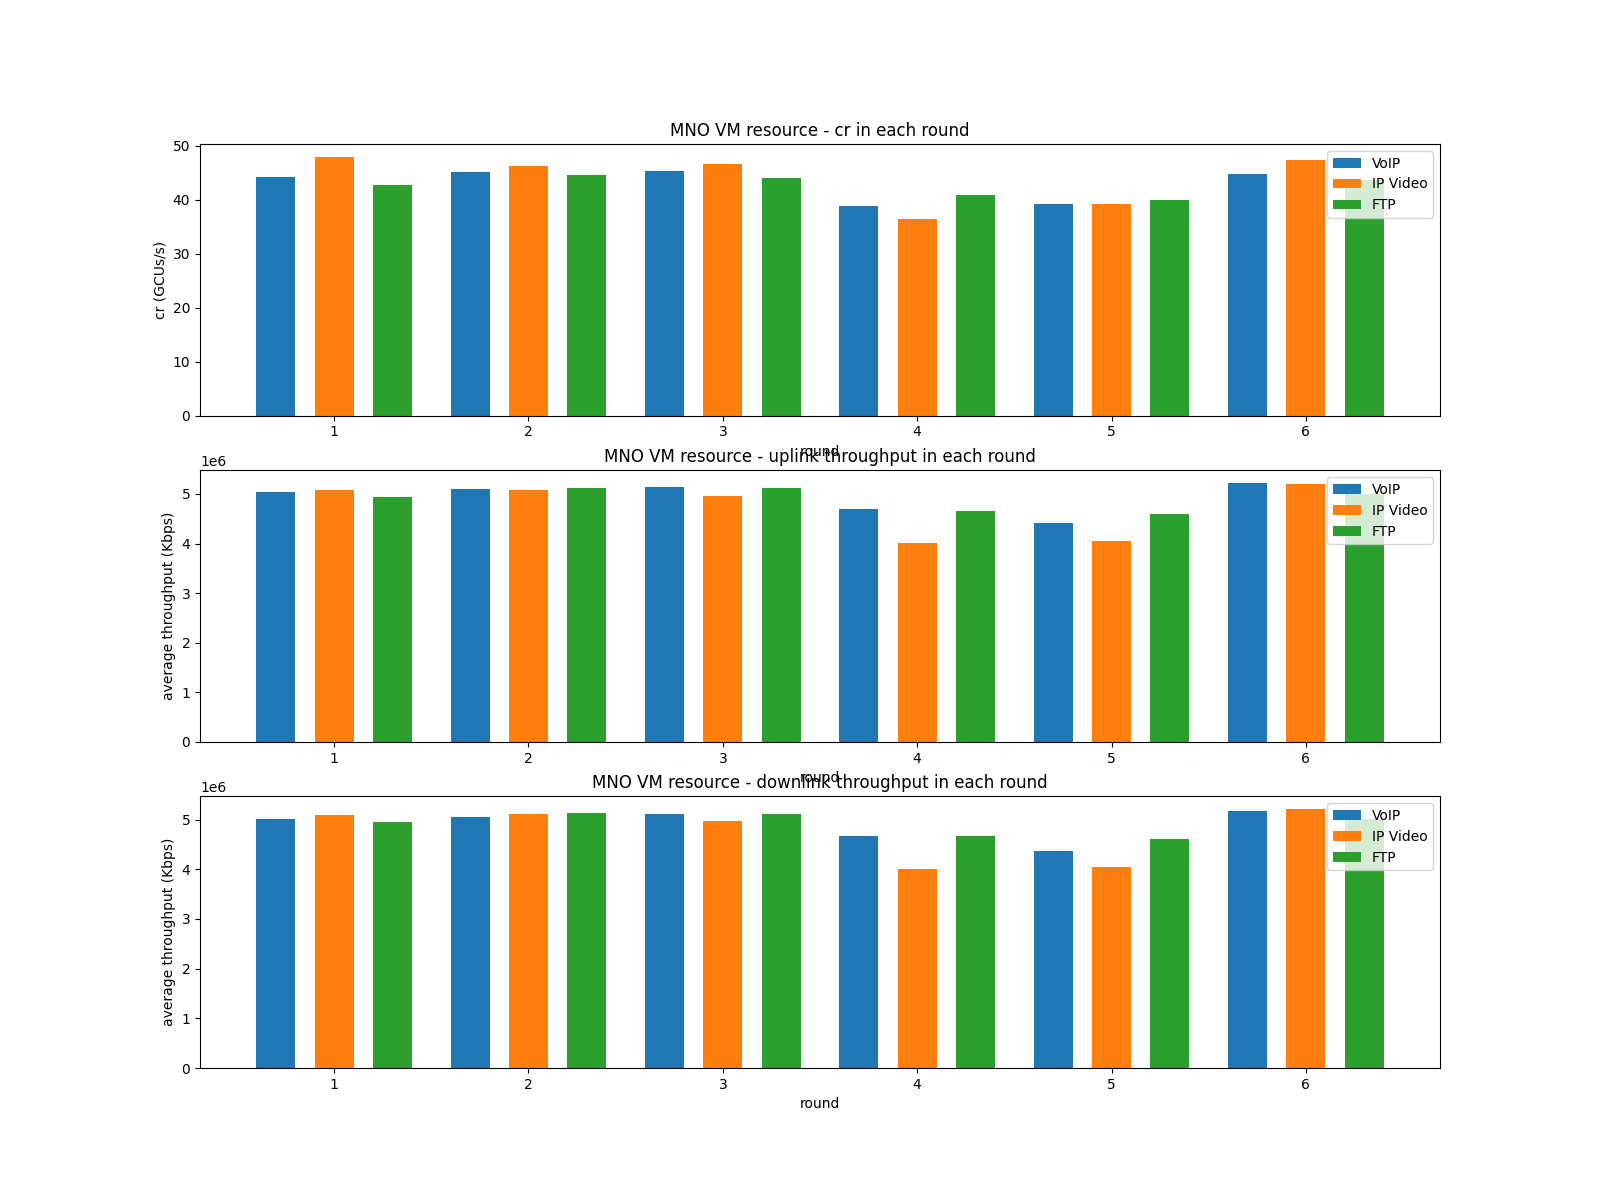 MNO VM resource - cr in each round
cr (GCUs/s)
50
40
30
20
10
0
VoIP
IP Video
FTP
1 2 3 4 5 6
round
MNO VM resource - uplink throughput in each round
1e6
average throughput (Kbps)
5
4
3
2
1
0
VoIP
IP Video
FTP
1 2 3 4 5 6
round
MNO VM resource - downlink throughput in each round
1e6
average throughput (Kbps)
5
4
3
2
1
0
VoIP
IP Video
FTP
1 2 3 4 5 6
round